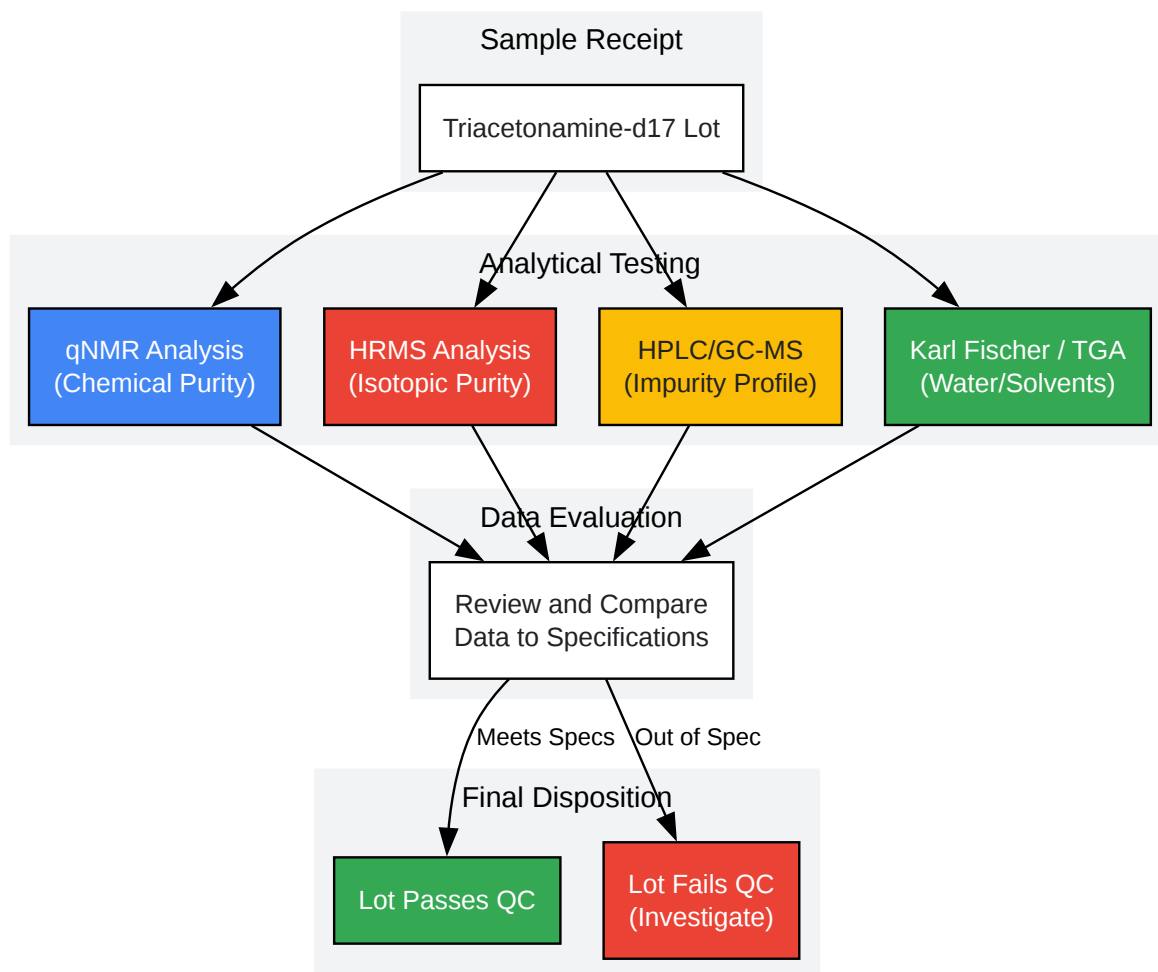 Sample Receipt
Triacetonamine-d17 Lot
Analytical Testing
qNMR Analysis
(Chemical Purity)
HRMS Analysis
(Isotopic Purity)
HPLC/GC-MS
(Impurity Profile)
Karl Fischer / TGA
(Water/Solvents)
Data Evaluation
Review and Compare
Data to Specifications
Meets Specs
Out of Spec
Final Disposition
Lot Passes QC
Lot Fails QC
(Investigate)